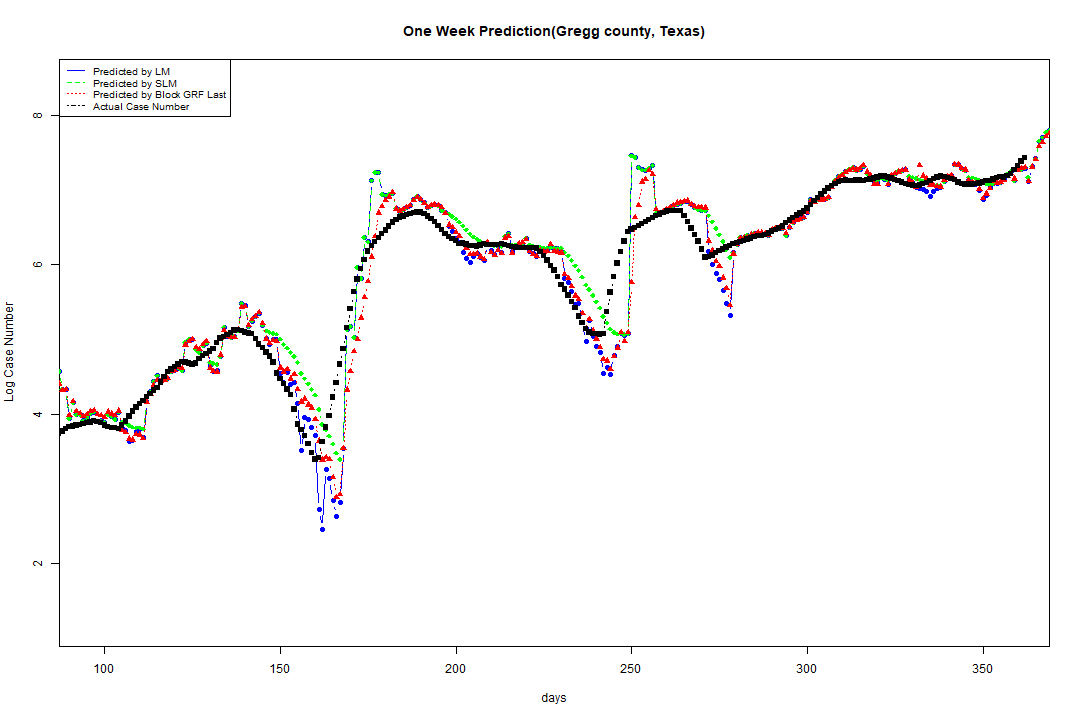 One Week Prediction(Gregg county, Texas)
Predicted by LM
Predicted by SLM
Predicted by Block GRF Last
Actual Case Number
8
6
4
2
Log Case Number
100 150 200 250 300 350
days